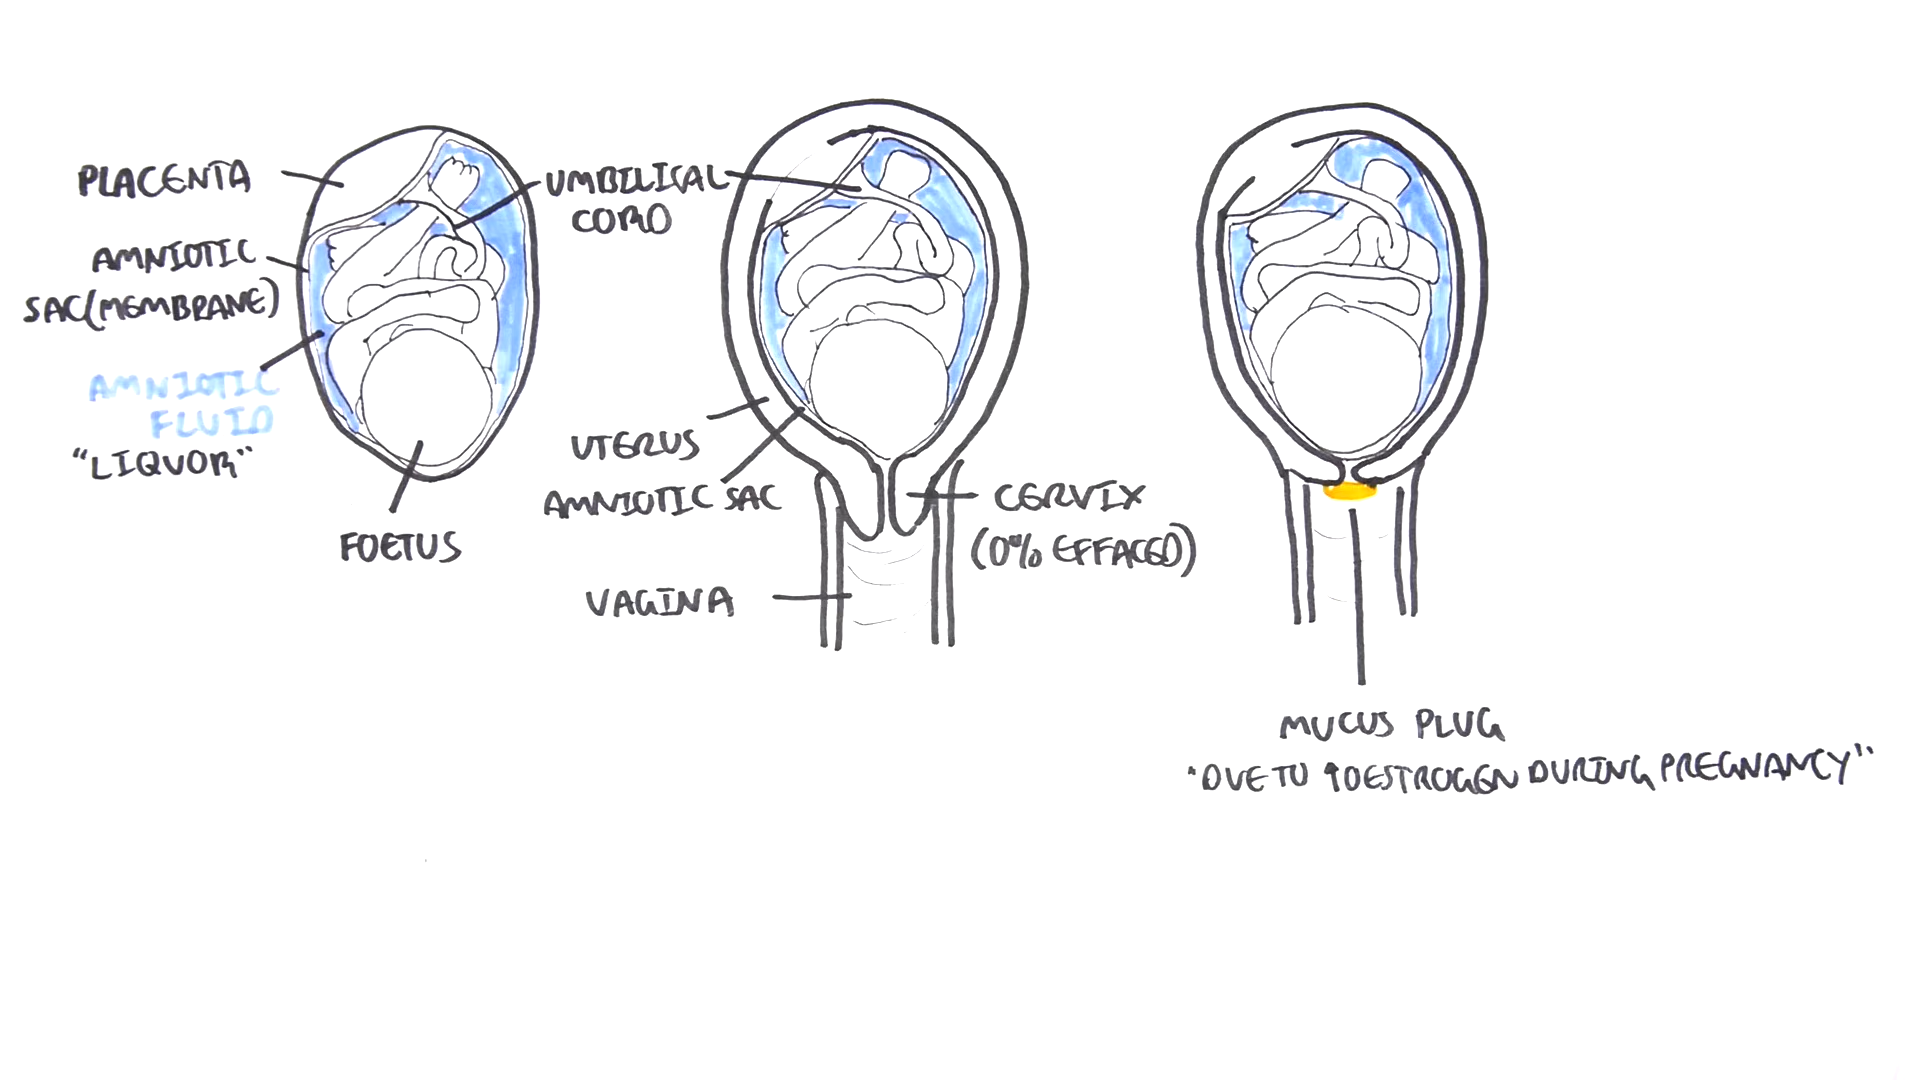 PLACENTA
AMNIOTIC
SAC (MEMBRANE)
AMNIOTIC
FLUID
"LIQUOR"
FOETUS
UMBILICAL
CORD
UTERUS
AMNIOTIC SAC
VAGINA
CERVIX
(0% EFFACED)
MUCUS PLUG
"DUE TO ↑OESTROGEN DURING PREGNANCY"